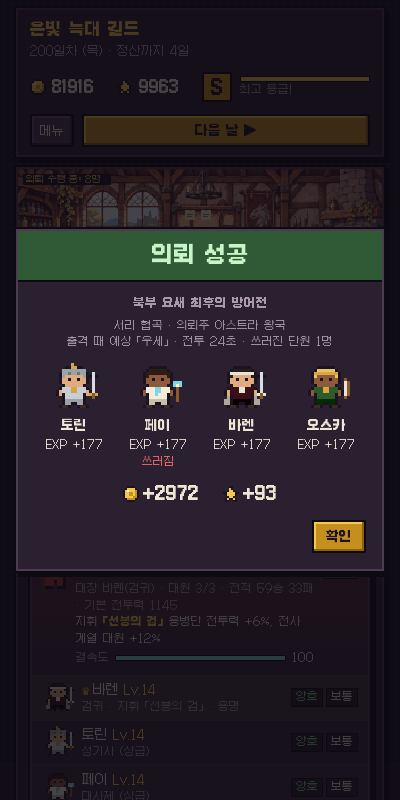 은빛 늑대 길드
200일차 (목) · 정산까지 4일
81916 9963 S 최고 등급!
메뉴 다음 날 ▶
의뢰 수행 중: 8명
의뢰 성공
북부 요새 최후의 방어전
서리 협곡 · 의뢰주 아스트라 왕국
출격 때 예상 「우세」 · 전투 24초 · 쓰러진 단원 1명
토린 페이 바렌 오스카
EXP +177 EXP +177 EXP +177 EXP +177
쓰러짐
+2972 +93
확인
대장 바렌(검귀) · 대원 3/3 · 전적 59승 33패
· 기본 전투력 1145
지휘 「선봉의 검」 용병단 전투력 +6%, 전사
계열 대원 +12%
결속도 100
바렌 Lv.14 양호 보통
검귀 · 지휘 「선봉의 검」 · 용명
토린 Lv.14 양호 보통
성기사 (상급)
페이 Lv.14 양호 보통
대사제 (상급)